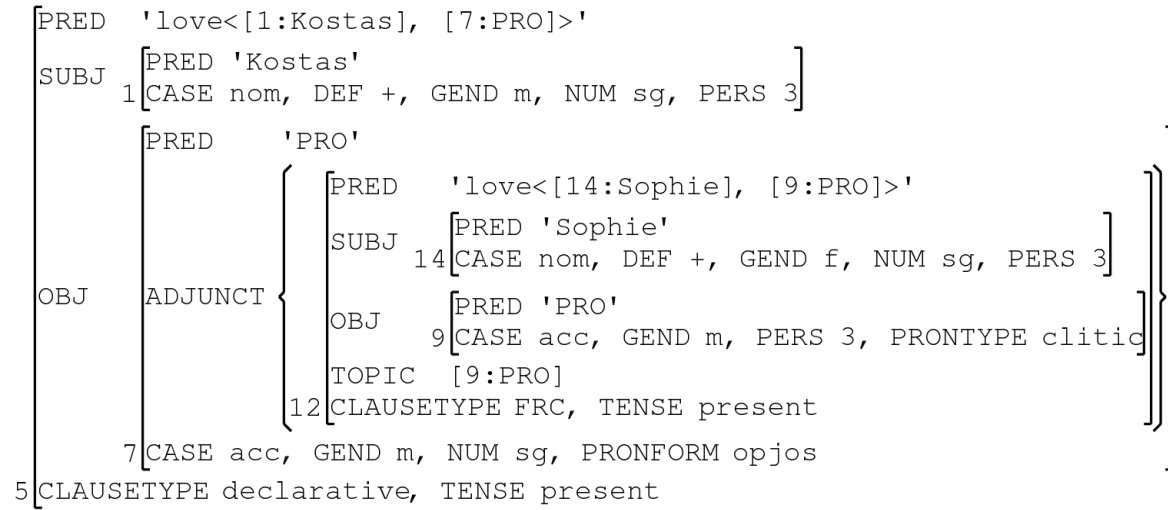 PRED 'love<[1:Kostas], [7:PRO]>'
PRED 'Kostas'
SUBJ
1 CASE nom, DEF +, GEND m, NUM sg, PERS 3
PRED 'PRO'
PRED 'love<[14:Sophie], [9:PRO]>'
PRED 'Sophie'
SUBJ
14 CASE nom, DEF +, GEND f, NUM sg, PERS 3
OBJ ADJUNCT
PRED 'PRO'
OBJ
9 CASE acc, GEND m, PERS 3, PRONTYPE clitic
TOPIC [9:PRO]
12 CLAUSETYPE FRC, TENSE present
7 CASE acc, GEND m, NUM sg, PRONFORM opjos
5 CLAUSETYPE declarative, TENSE present